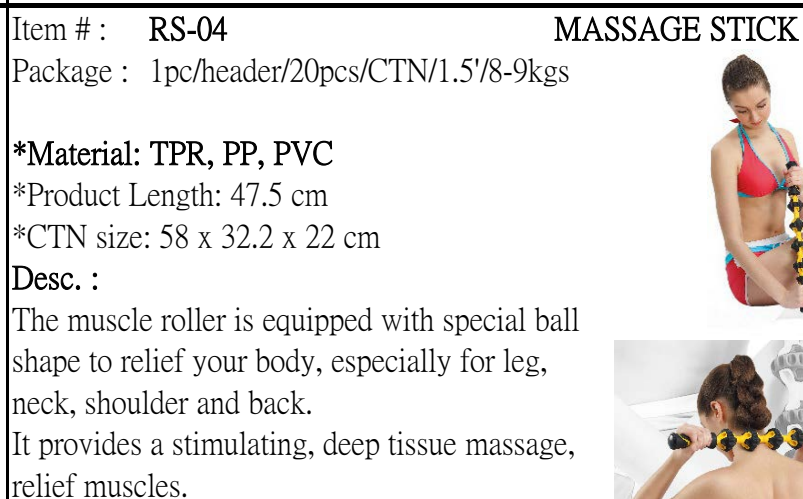 Item # : RS-04 MASSAGE STICK
Package : 1pc/header/20pcs/CTN/1.5'/8-9kgs
*Material: TPR, PP, PVC
*Product Length: 47.5 cm
*CTN size: 58 x 32.2 x 22 cm
Desc. :
The muscle roller is equipped with special ball
shape to relief your body, especially for leg,
neck, shoulder and back.
It provides a stimulating, deep tissue massage,
relief muscles.